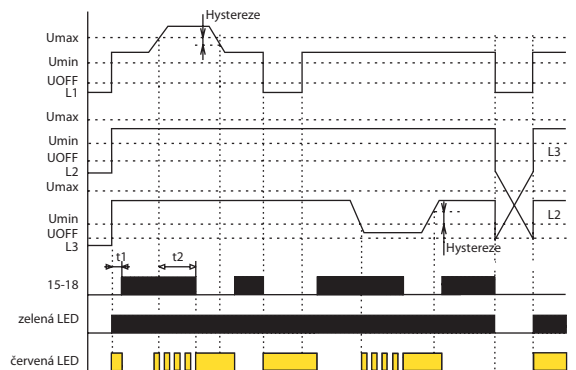 Hystereze
Umax
Umin
UOFF
L1
Umax
Umin
UOFF
L2
L3
Umax
Umin
UOFF
L3
L2
Hystereze
t1
t2
15-18
zelená LED
červená LED